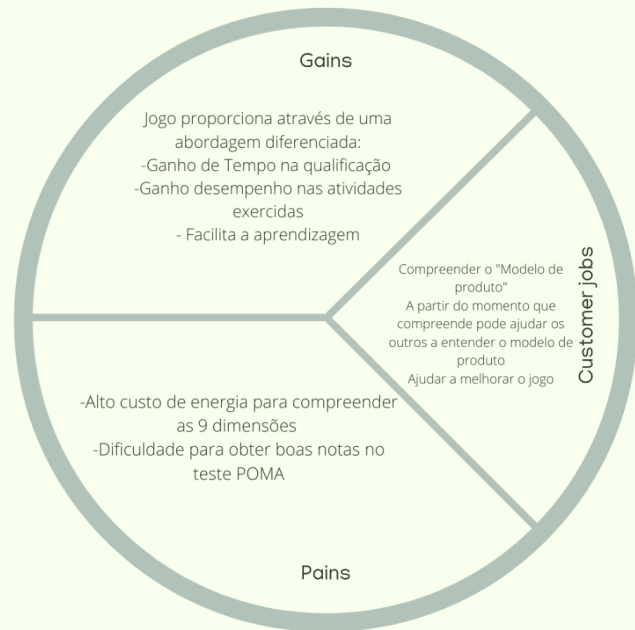 Gains
Jogo proporciona através de uma
abordagem diferenciada:
-Ganho de Tempo na qualificação
-Ganho desempenho nas atividades
exercidas
- Facilita a aprendizagem
Customer jobs
Compreender o "Modelo de
produto"
A partir do momento que
compreende pode ajudar os
outros a entender o modelo de
produto
Ajudar a melhorar o jogo
-Alto custo de energia para compreender
as 9 dimensões
-Dificuldade para obter boas notas no
teste POMA
Pains